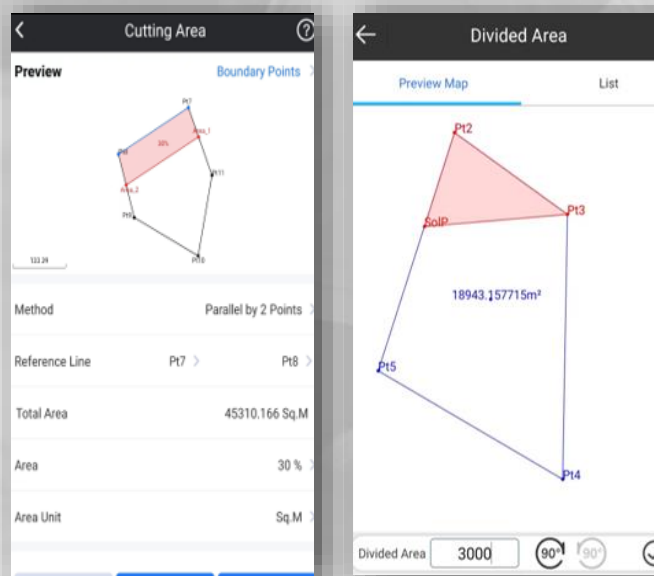 Cutting Area
Preview
Boundary Points
Pt7
Area_1
30%
Pt8
Pt11
Area_2
Pt9
Pt10
Method
Parallel by 2 Points
Reference Line
Pt7
Pt8
Total Area
45310.166 Sq.M
Area
30 %
Area Unit
Sq.M
Divided Area
Preview Map
List
Pt2
Pt3
SolP
18943.157715m²
Pt5
Pt4
Divided Area
3000
90°
90°